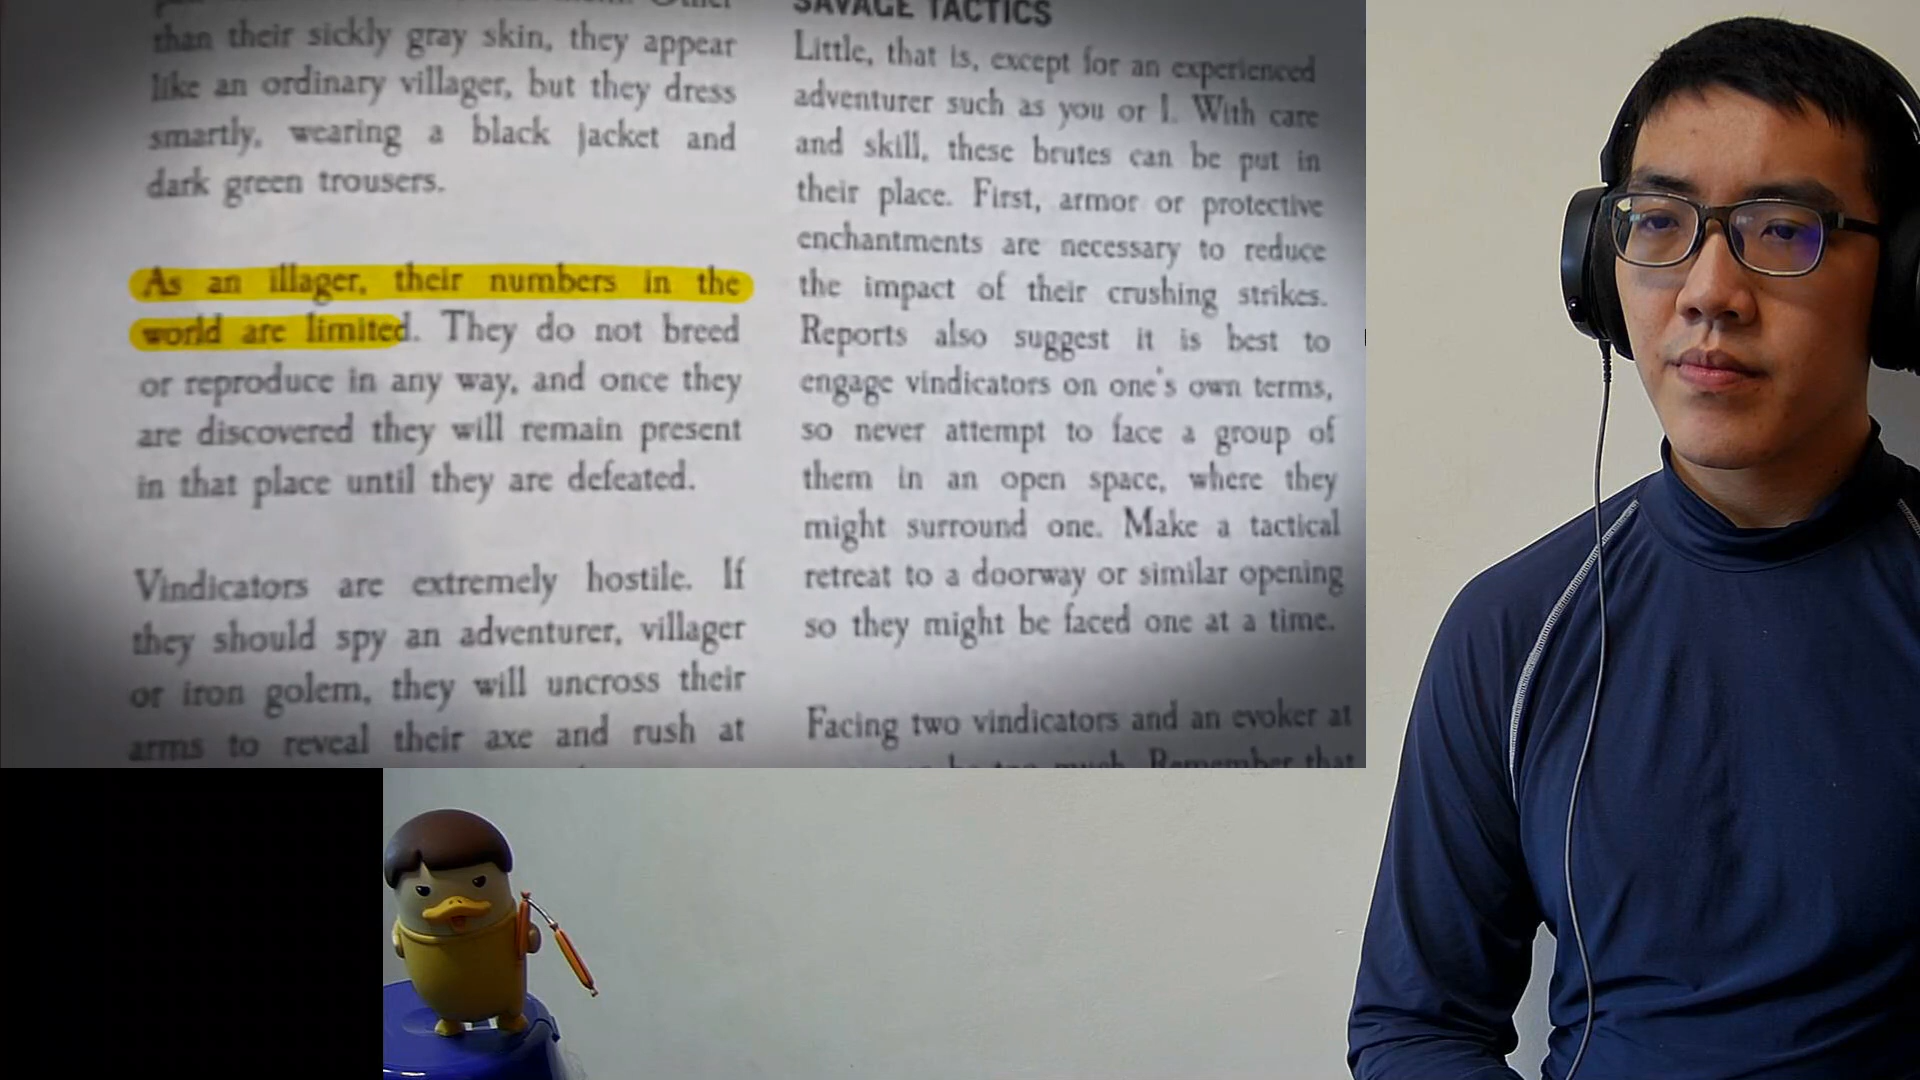 than their sickly gray skin, they appear
like an ordinary villager, but they dress
smartly, wearing a black jacket and
dark green trousers.
As an illager, their numbers in the
world are limited. They do not breed
or reproduce in any way, and once they
are discovered they will remain present
in that place until they are defeated.
Vindicators are extremely hostile. If
they should spy an adventurer, villager
or iron golem, they will uncross their
arms to reveal their axe and rush at
SAVAGE TACTICS
Little, that is, except for an experienced
adventurer such as you or I. With care
and skill, these brutes can be put in
their place. First, armor or protective
enchantments are necessary to reduce
the impact of their crushing strikes.
Reports also suggest it is best to
engage vindicators on one's own terms,
so never attempt to face a group of
them in an open space, where they
might surround one. Make a tactical
retreat to a doorway or similar opening
so they might be faced one at a time.
Facing two vindicators and an evoker at
be too much. Remember that